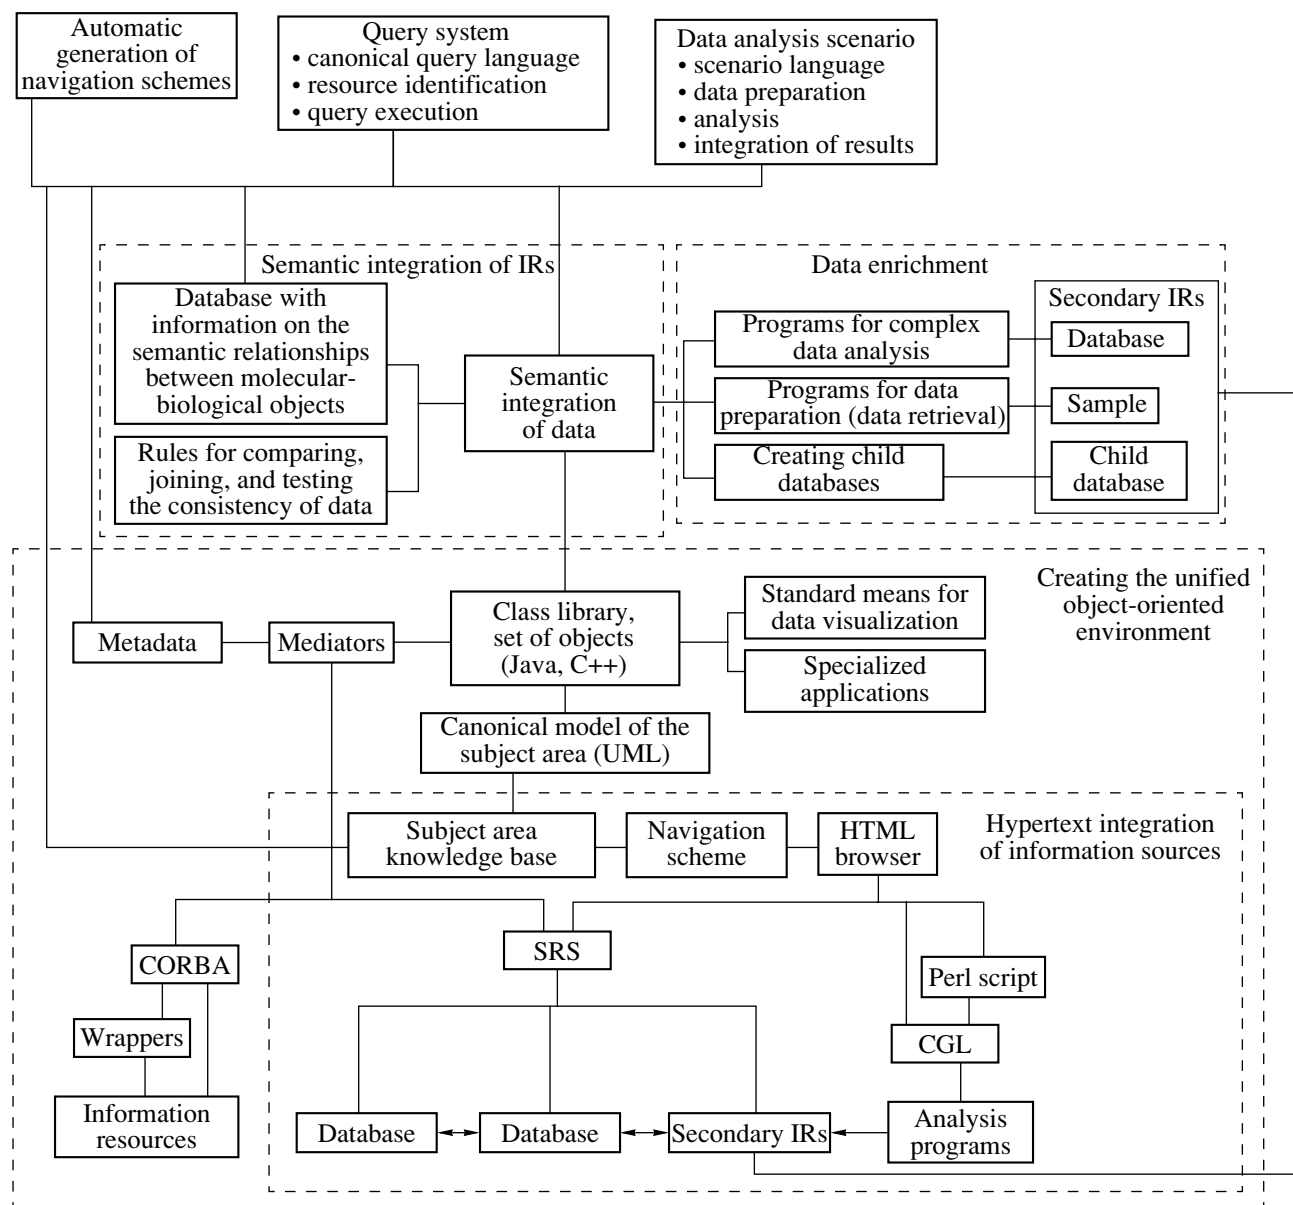 Automatic
generation of
navigation schemes
Query system
• canonical query language
• resource identification
• query execution
Data analysis scenario
• scenario language
• data preparation
• analysis
• integration of results
Semantic integration of IRs
Database with
information on the
semantic relationships
between molecular-
biological objects
Rules for comparing,
joining, and testing
the consistency of data
Semantic
integration
of data
Data enrichment
Programs for complex
data analysis
Programs for data
preparation (data retrieval)
Creating child
databases
Secondary IRs
Database
Sample
Child
database
Creating the unified
object-oriented
environment
Metadata
Mediators
Class library,
set of objects
(Java, C++)
Standard means for
data visualization
Specialized
applications
Canonical model of the
subject area (UML)
Hypertext integration
of information sources
Subject area
knowledge base
Navigation
scheme
HTML
browser
CORBA
Wrappers
Information
resources
SRS
Perl script
CGL
Database
Database
Secondary IRs
Analysis
programs